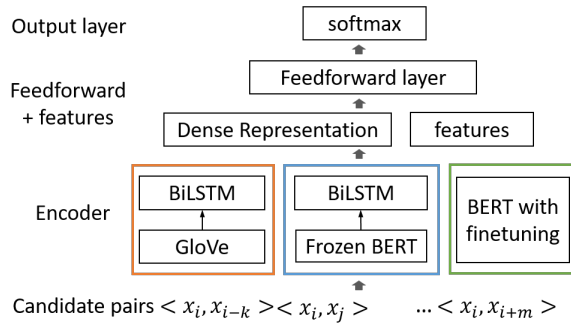 Output layer
softmax
Feedforward layer
Feedforward
+ features
Dense Representation
features
Encoder
BiLSTM
GloVe
BiLSTM
Frozen BERT
BERT with
finetuning
Candidate pairs < x_i, x_{i-k} > < x_i, x_j > ... < x_i, x_{i+m} >